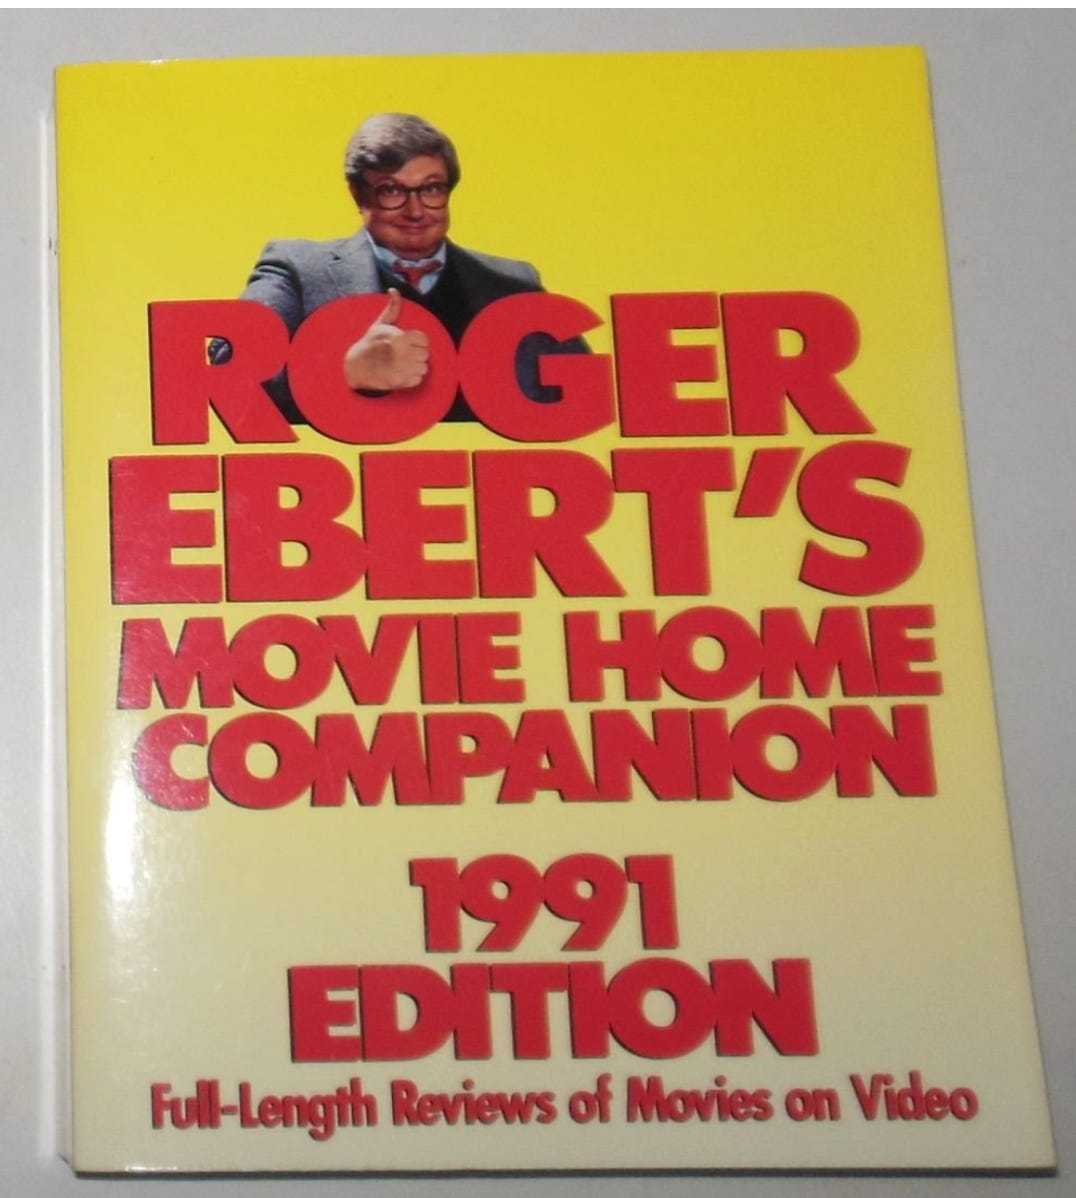 ROGER
EBERT'S
MOVIE HOME
COMPANION
1991
EDITION
Full-Length Reviews of Movies on Video